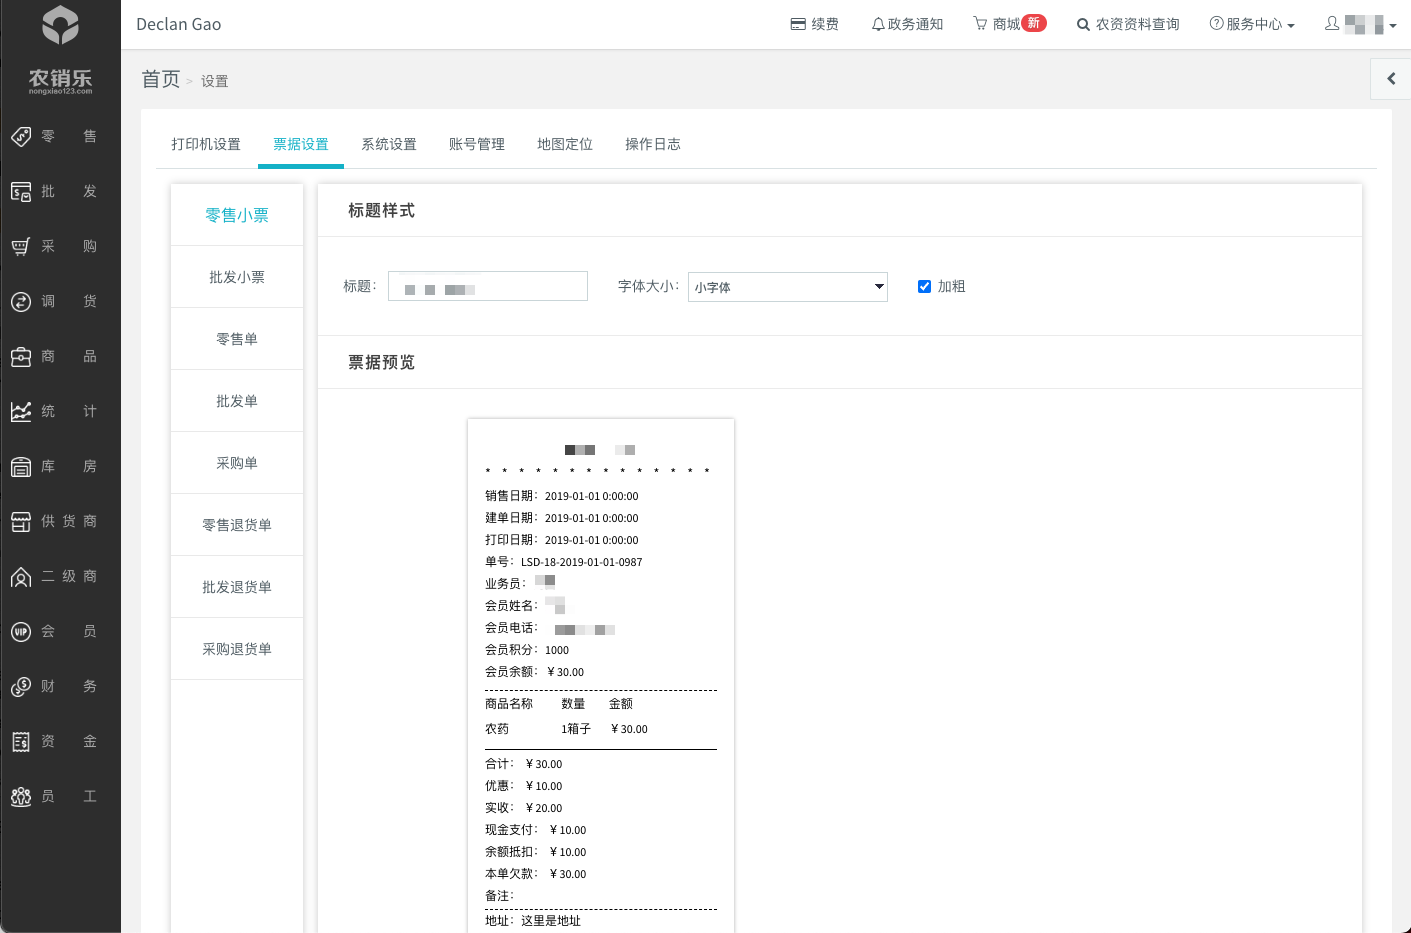 农销乐
nongxiao123.com
零售
批发
采购
调货
商品
统计
库房
供货商
二级商
会员
财务
资金
员工
Declan Gao
续费
政务通知
商城 新
农资资料查询
服务中心
首页 > 设置
打印机设置
票据设置
系统设置
账号管理
地图定位
操作日志
零售小票
批发小票
零售单
批发单
采购单
零售退货单
批发退货单
采购退货单
标题样式
标题：
字体大小： 小字体
加粗
票据预览
* * * * * * * * * * * * * *
销售日期：2019-01-01 0:00:00
建单日期：2019-01-01 0:00:00
打印日期：2019-01-01 0:00:00
单号：LSD-18-2019-01-01-0987
业务员：
会员姓名：
会员电话：
会员积分：1000
会员余额：￥30.00
商品名称 数量 金额
农药 1箱子 ￥30.00
合计：￥30.00
优惠：￥10.00
实收：￥20.00
现金支付：￥10.00
余额抵扣：￥10.00
本单欠款：￥30.00
备注：
地址：这里是地址